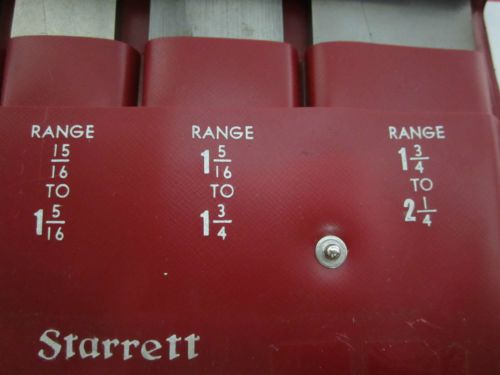 RANGE
15/16
TO
1 5/16
RANGE
1 5/16
TO
1 3/4
RANGE
1 3/4
TO
2 1/4
Starrett